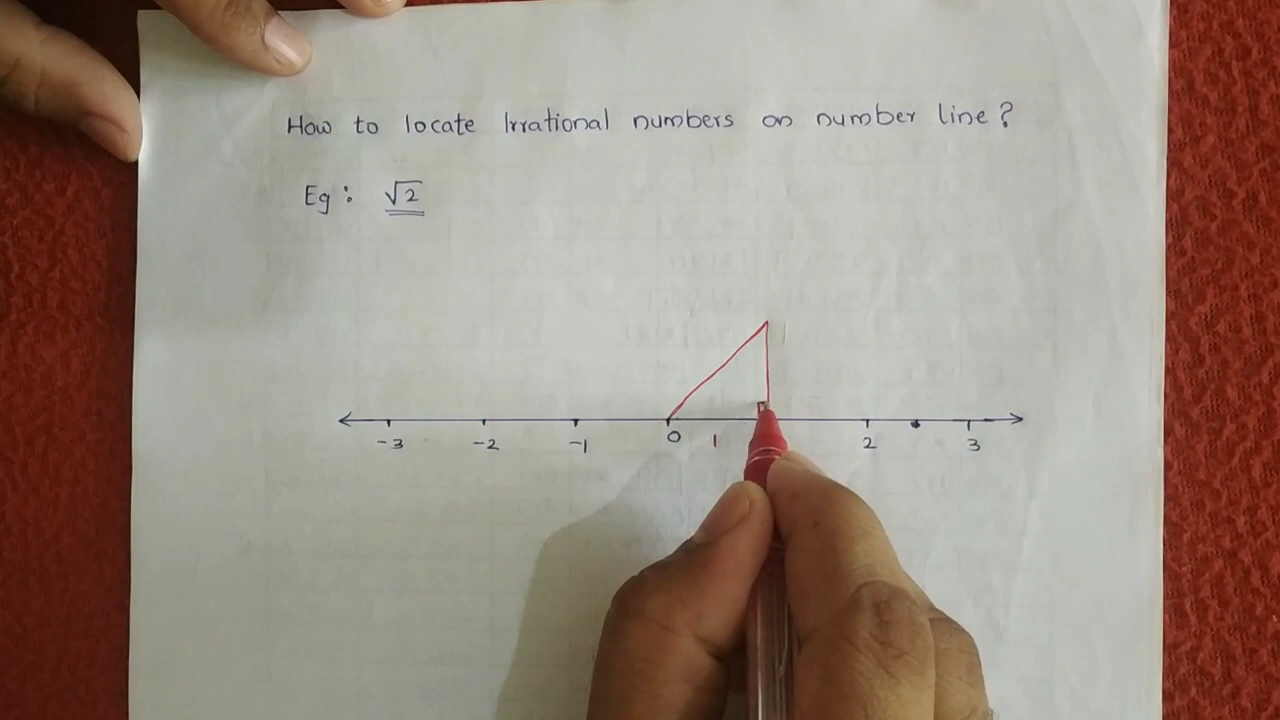 How to locate Irrational numbers on number line?
Eg: √2
-3 -2 -1 0 1 2 3